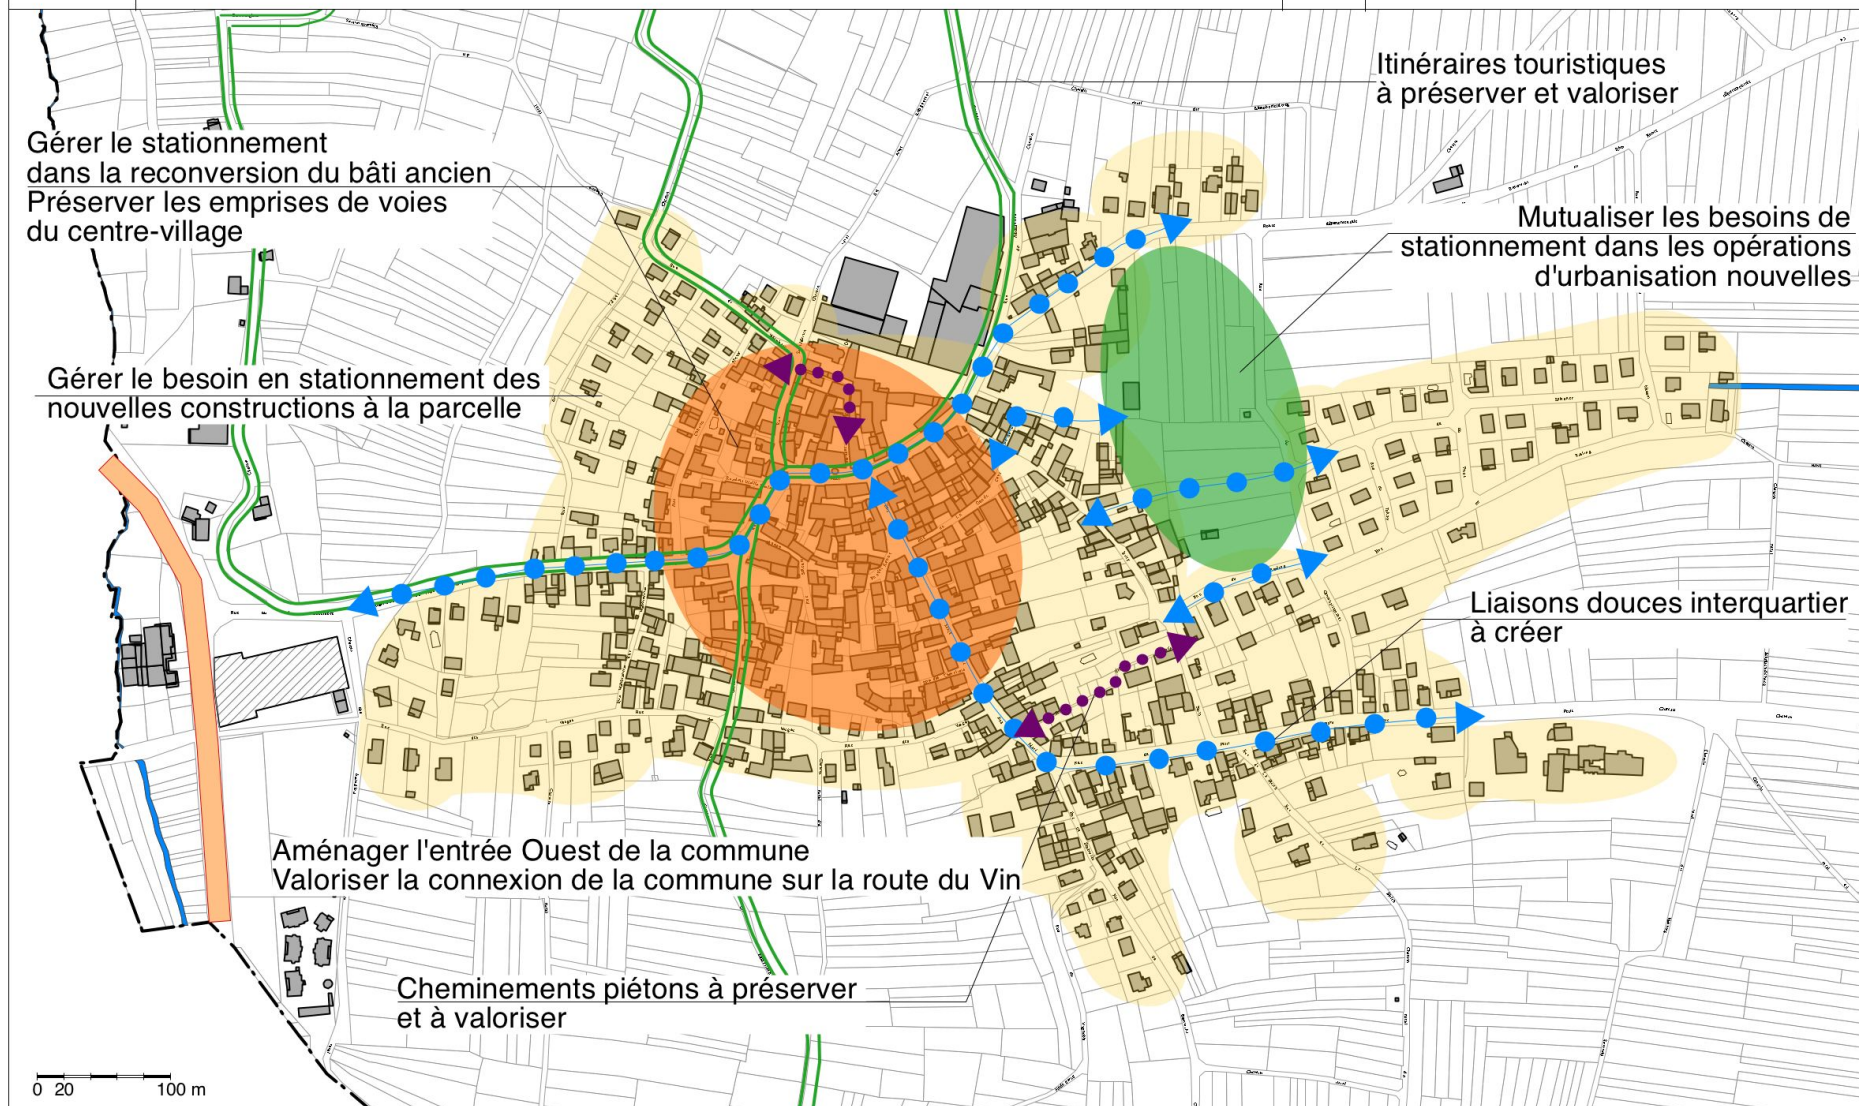 Itinéraires touristiques
à préserver et valoriser
Gérer le stationnement
dans la reconversion du bâti ancien
Préserver les emprises de voies
du centre-village
Mutualiser les besoins de
stationnement dans les opérations
d'urbanisation nouvelles
Gérer le besoin en stationnement des
nouvelles constructions à la parcelle
Liaisons douces interquartier
à créer
Aménager l'entrée Ouest de la commune
Valoriser la connexion de la commune sur la route du Vin
Cheminements piétons à préserver
et à valoriser
0 20 100 m